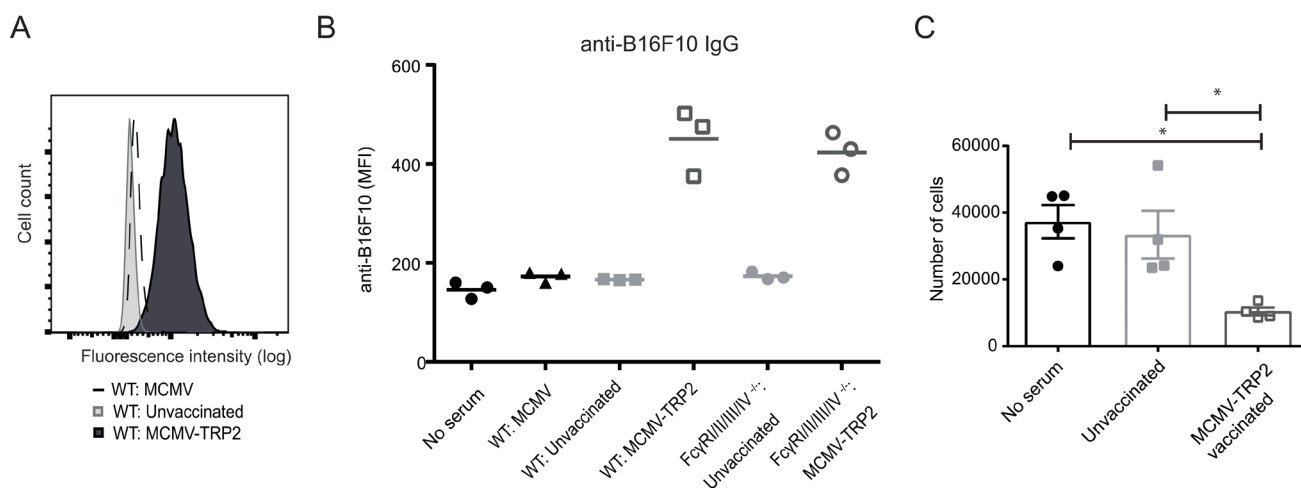 A
Cell count
Fluorescence intensity (log)
WT: MCMV
WT: Unvaccinated
WT: MCMV-TRP2
B
anti-B16F10 IgG
anti-B16F10 (MFI)
600
400
200
0
No serum
WT: MCMV
WT: Unvaccinated
WT: MCMV-TRP2
FcγRI/II/III/IV -/-:
Unvaccinated
FcγRI/II/III/IV -/-:
MCMV-TRP2
C
*
*
Number of cells
60000
40000
20000
0
No serum
Unvaccinated
MCMV-TRP2
vaccinated